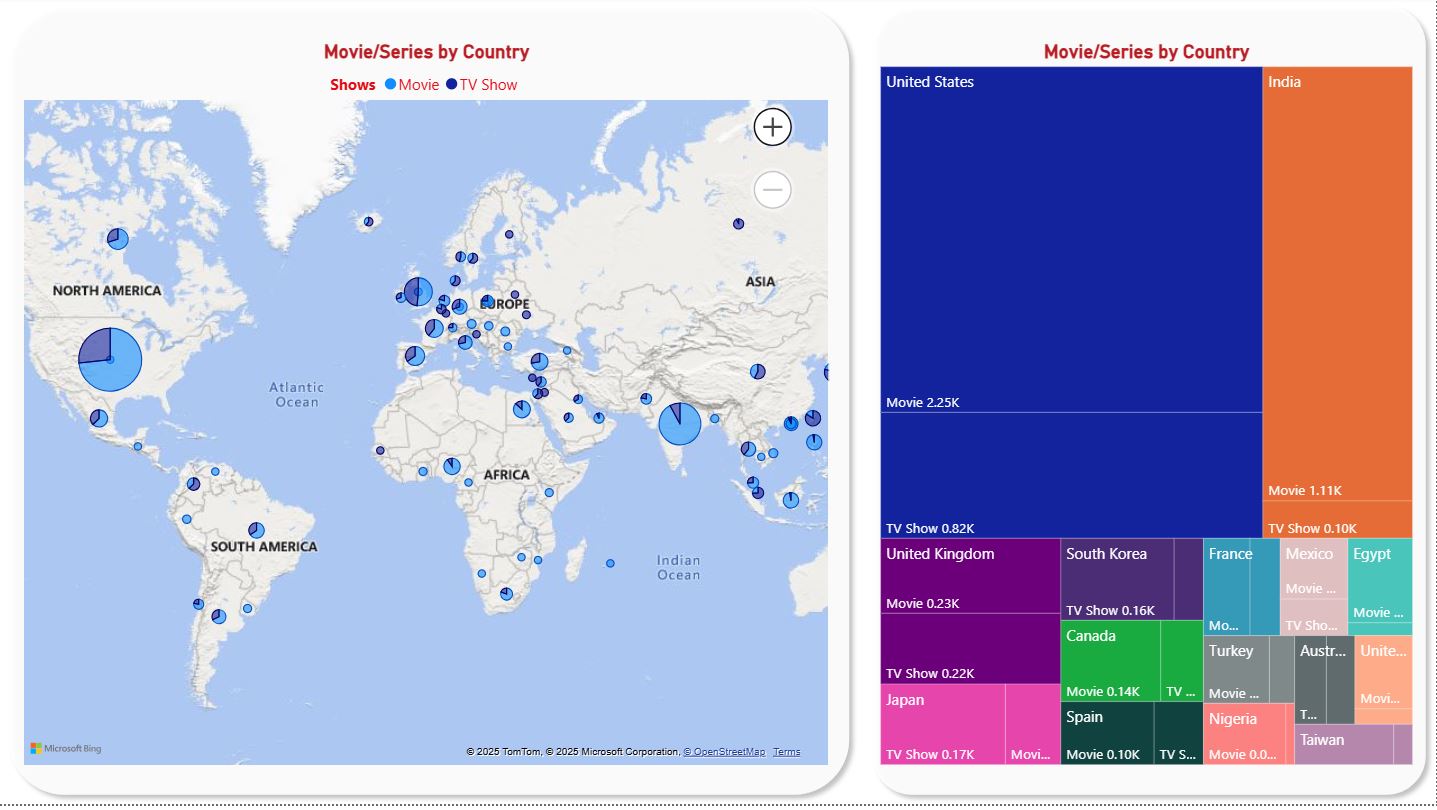 Movie/Series by Country
Shows Movie TV Show
NORTH AMERICA
Atlantic
Ocean
SOUTH AMERICA
EUROPE
ASIA
AFRICA
Indian
Ocean
Microsoft Bing
© 2025 TomTom, © 2025 Microsoft Corporation, © OpenStreetMap Terms
Movie/Series by Country
United States
Movie 2.25K
TV Show 0.82K
India
Movie 1.11K
TV Show 0.10K
United Kingdom
Movie 0.23K
TV Show 0.22K
Japan
TV Show 0.17K
Movi...
South Korea
TV Show 0.16K
Canada
Movie 0.14K
TV ...
Spain
Movie 0.10K
TV S...
France
Mo...
Mexico
Movie ...
TV Sho...
Egypt
Movie ...
Turkey
Movie ...
Austr...
T...
Unite...
Movi...
Nigeria
Movie 0.0...
Taiwan